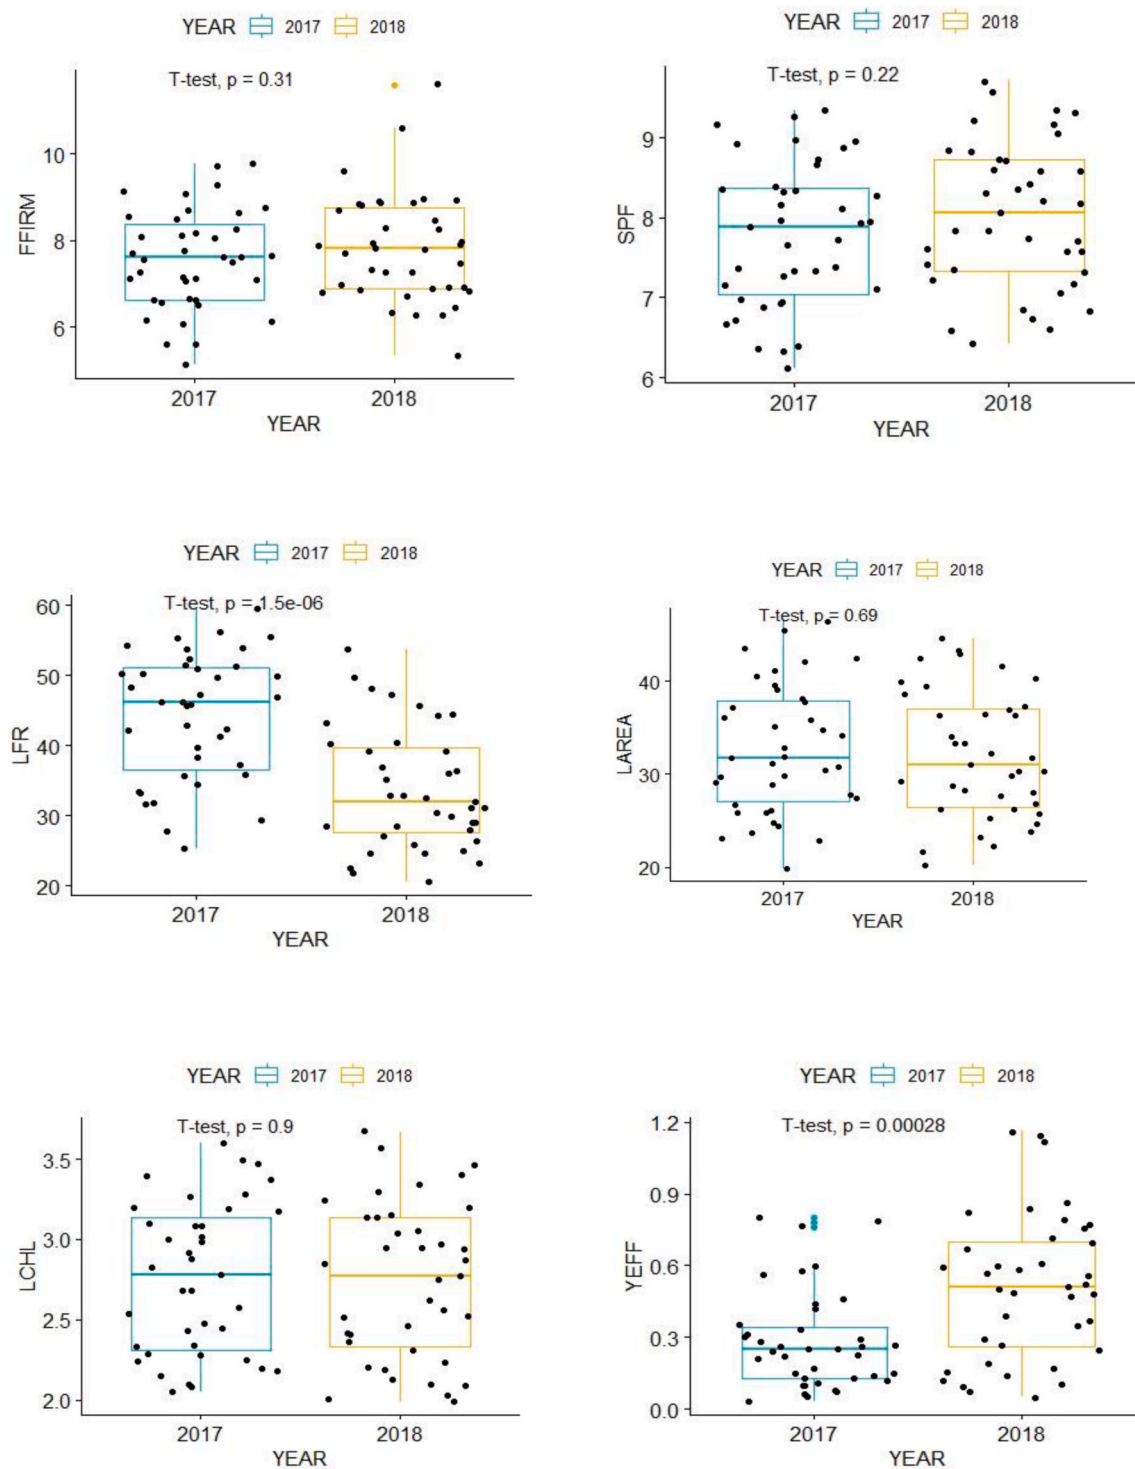 YEAR 2017 2018
T-test, p = 0.31
10
8
6
FFIRM
2017 2018
YEAR
YEAR 2017 2018
T-test, p = 0.22
9
8
7
6
SPF
2017 2018
YEAR
YEAR 2017 2018
T-test, p = 1.5e-06
60
50
40
30
20
LFR
2017 2018
YEAR
YEAR 2017 2018
T-test, p = 0.69
40
30
20
LAREA
2017 2018
YEAR
YEAR 2017 2018
T-test, p = 0.9
3.5
3.0
2.5
2.0
LCHL
2017 2018
YEAR
YEAR 2017 2018
T-test, p = 0.00028
1.2
0.9
0.6
0.3
0.0
YEFF
2017 2018
YEAR